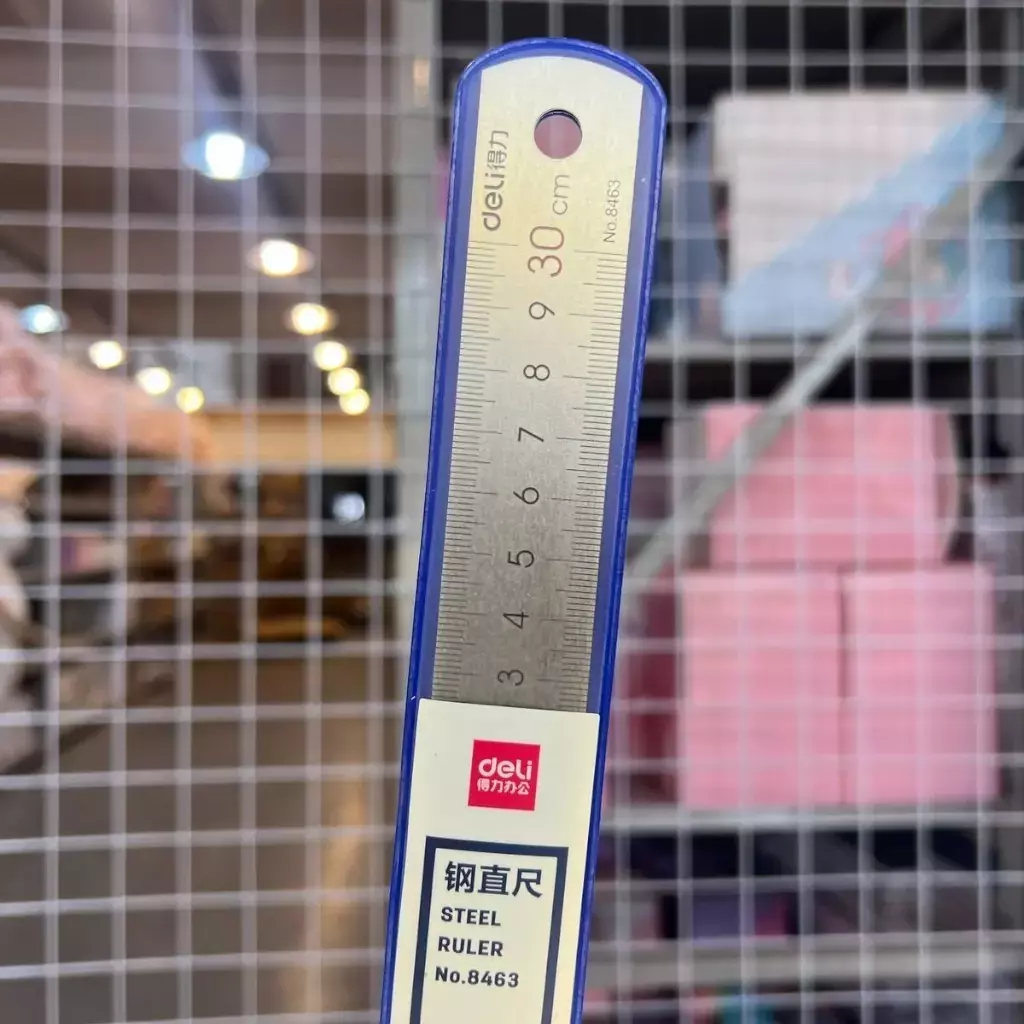 deli得力
No.8463
30 cm
9
8
7
6
5
4
3
deli
得力办公
钢直尺
STEEL
RULER
No.8463